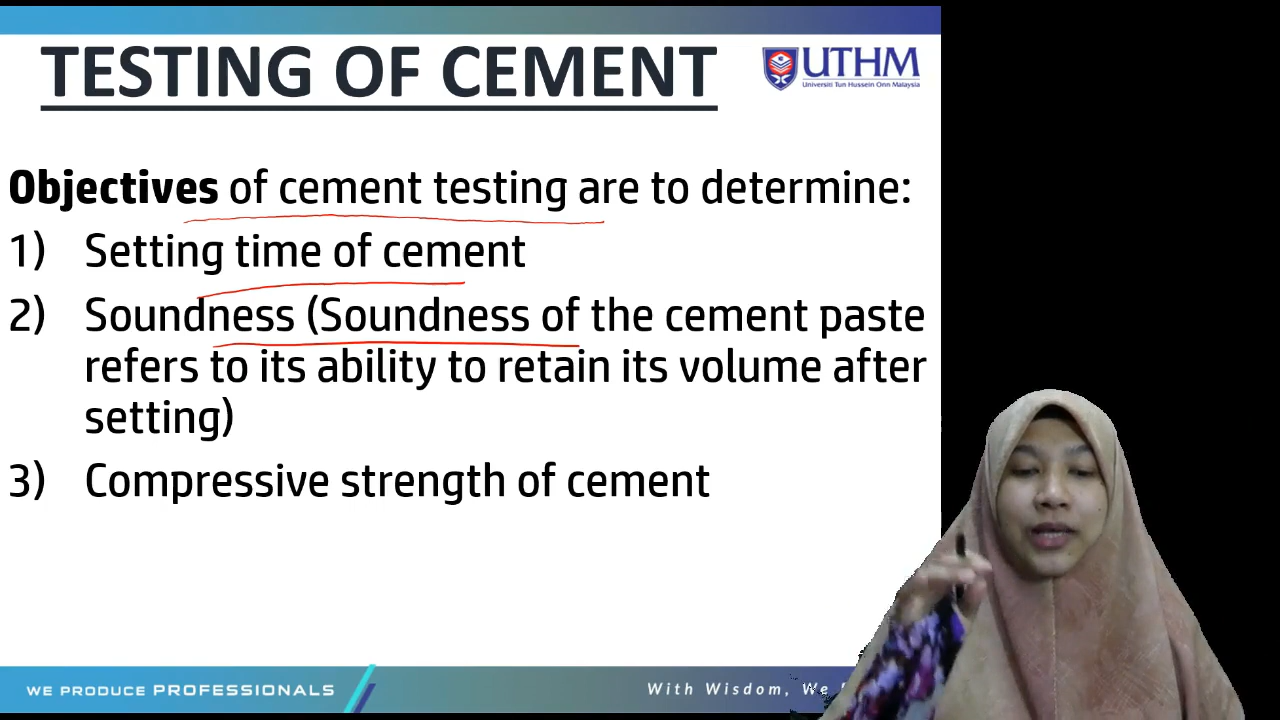 TESTING OF CEMENT
UTHM
Universiti Tun Hussein Onn Malaysia
Objectives of cement testing are to determine:
1) Setting time of cement
2) Soundness (Soundness of the cement paste
refers to its ability to retain its volume after
setting)
3) Compressive strength of cement
WE PRODUCE PROFESSIONALS
With Wisdom, We